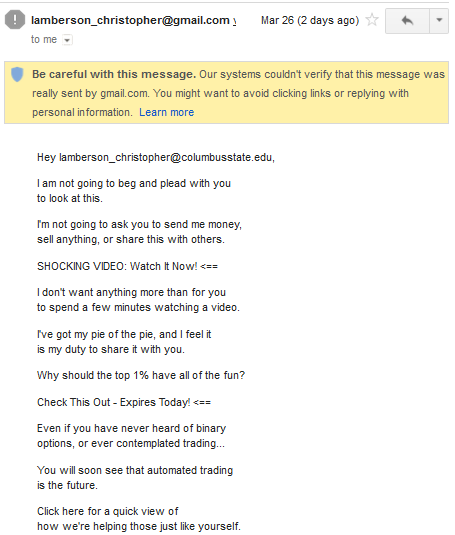 lamberson_christopher@gmail.com Mar 26 (2 days ago)
to me
Be careful with this message. Our systems couldn't verify that this message was
really sent by gmail.com. You might want to avoid clicking links or replying with
personal information. Learn more
Hey lamberson_christopher@columbusstate.edu,
I am not going to beg and plead with you
to look at this.
I'm not going to ask you to send me money,
sell anything, or share this with others.
SHOCKING VIDEO: Watch It Now! <==
I don't want anything more than for you
to spend a few minutes watching a video.
I've got my pie of the pie, and I feel it
is my duty to share it with you.
Why should the top 1% have all of the fun?
Check This Out - Expires Today! <==
Even if you have never heard of binary
options, or ever contemplated trading...
You will soon see that automated trading
is the future.
Click here for a quick view of
how we're helping those just like yourself.